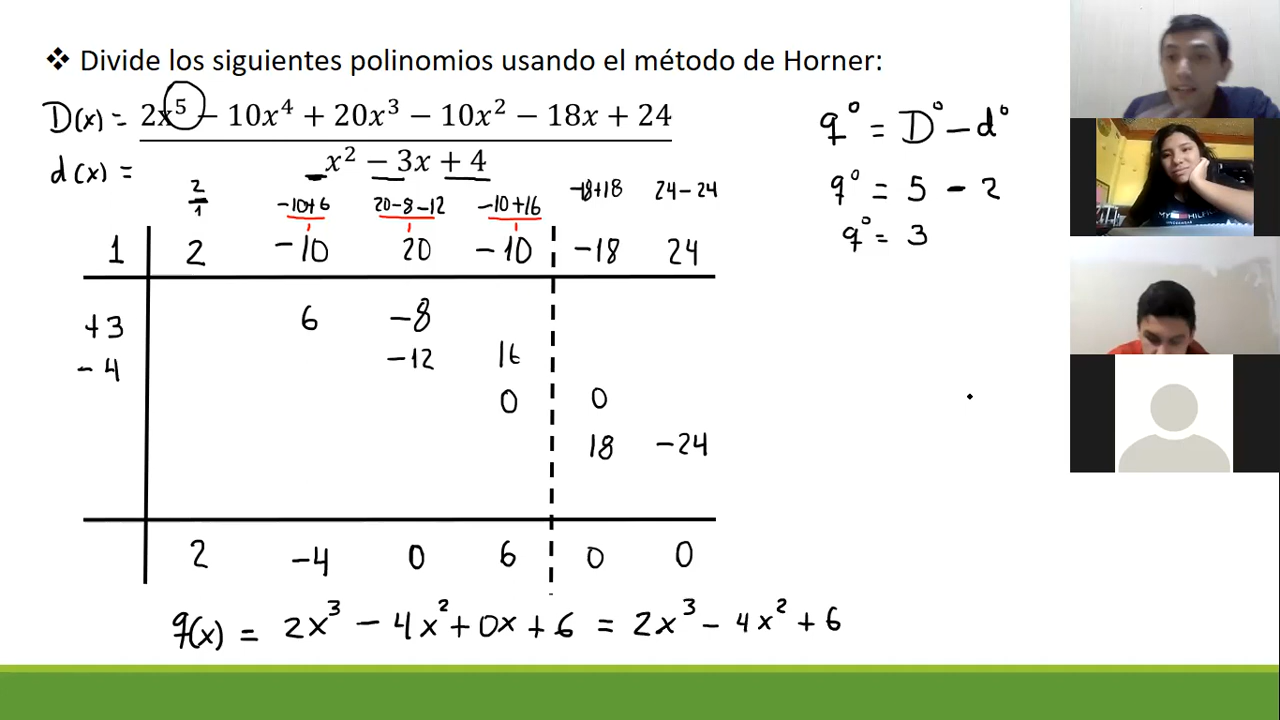 ❖ Divide los siguientes polinomios usando el método de Horner:
D(x) = 2x⁵ − 10x⁴ + 20x³ − 10x² − 18x + 24
d(x) = x² − 3x + 4
2/1 -10+6 20-8-12 -10+16 -18+18 24-24
1 2 -10 20 -10 -18 24
+3 6 -8
-4 -12 16
0 0
18 -24
2 -4 0 6 0 0
q(x) = 2x³ - 4x² + 0x + 6 = 2x³ - 4x² + 6
q° = D° - d°
q° = 5 - 2
q° = 3